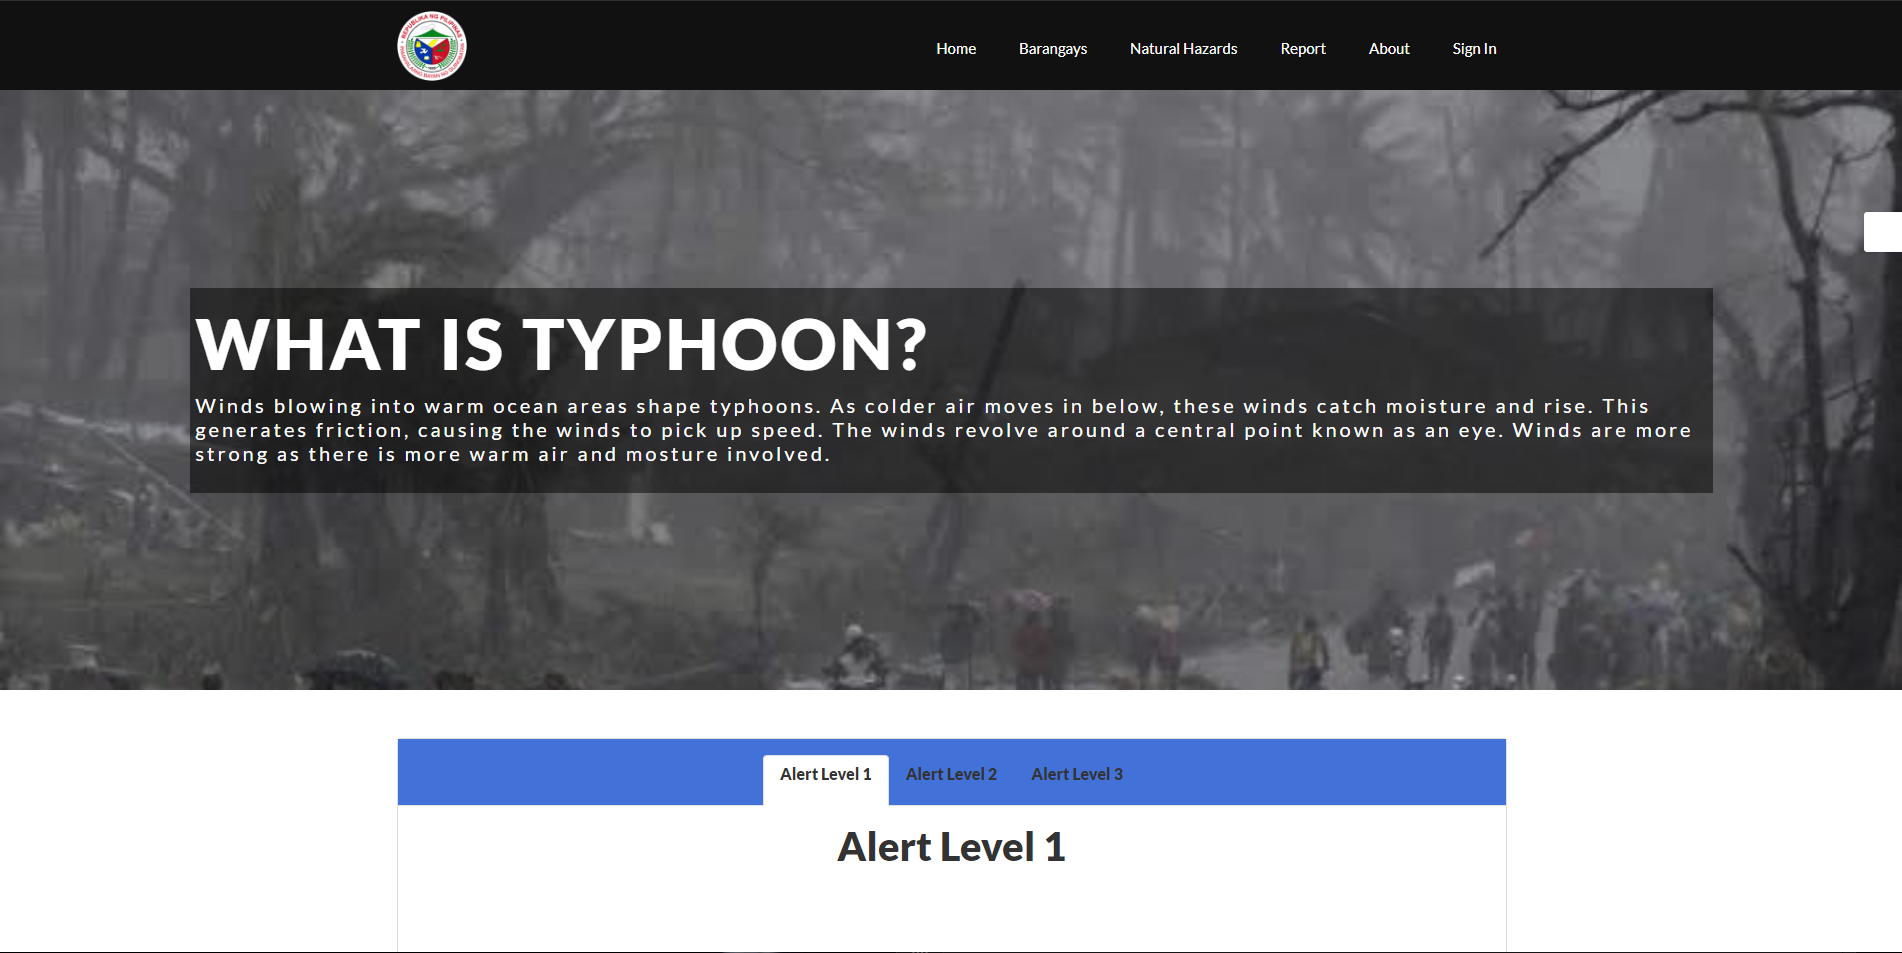 REPUBLIKA NG PILIPINAS
Home
Barangays
Natural Hazards
Report
About
Sign In
WHAT IS TYPHOON?
Winds blowing into warm ocean areas shape typhoons. As colder air moves in below, these winds catch moisture and rise. This
generates friction, causing the winds to pick up speed. The winds revolve around a central point known as an eye. Winds are more
strong as there is more warm air and mosture involved.
Alert Level 1
Alert Level 2
Alert Level 3
Alert Level 1